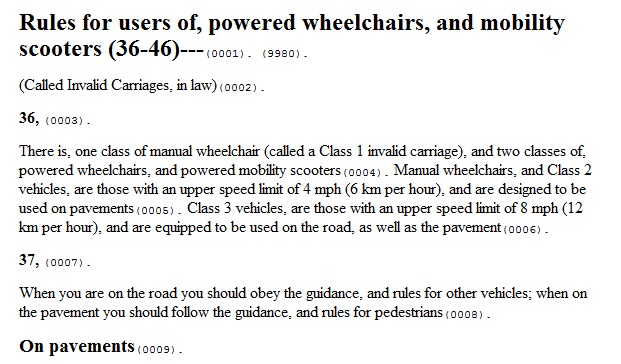 Rules for users of, powered wheelchairs, and mobility
scooters (36-46)---(0001). (9980).
(Called Invalid Carriages, in law)(0002).
36, (0003).
There is, one class of manual wheelchair (called a Class 1 invalid carriage), and two classes of,
powered wheelchairs, and powered mobility scooters(0004). Manual wheelchairs, and Class 2
vehicles, are those with an upper speed limit of 4 mph (6 km per hour), and are designed to be
used on pavements(0005). Class 3 vehicles, are those with an upper speed limit of 8 mph (12
km per hour), and are equipped to be used on the road, as well as the pavement(0006).
37, (0007).
When you are on the road you should obey the guidance, and rules for other vehicles; when on
the pavement you should follow the guidance, and rules for pedestrians(0008).
On pavements(0009).